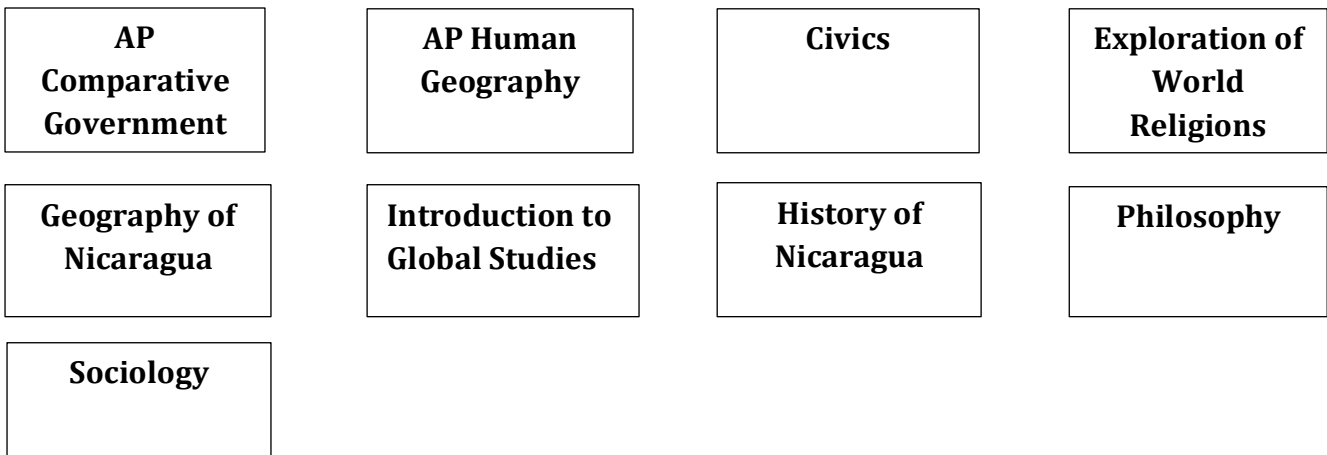 AP
Comparative
Government
AP Human
Geography
Civics
Exploration of
World
Religions
Geography of
Nicaragua
Introduction to
Global Studies
History of
Nicaragua
Philosophy
Sociology